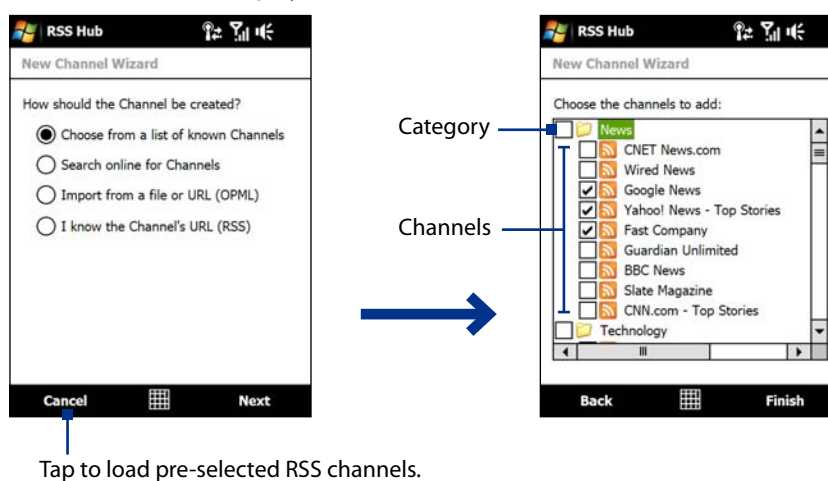 RSS Hub
New Channel Wizard
How should the Channel be created?
Choose from a list of known Channels
Search online for Channels
Import from a file or URL (OPML)
I know the Channel's URL (RSS)
Cancel
Next
Tap to load pre-selected RSS channels.
Category
Channels
RSS Hub
New Channel Wizard
Choose the channels to add:
News
CNET News.com
Wired News
Google News
Yahoo! News - Top Stories
Fast Company
Guardian Unlimited
BBC News
Slate Magazine
CNN.com - Top Stories
Technology
Back
Finish